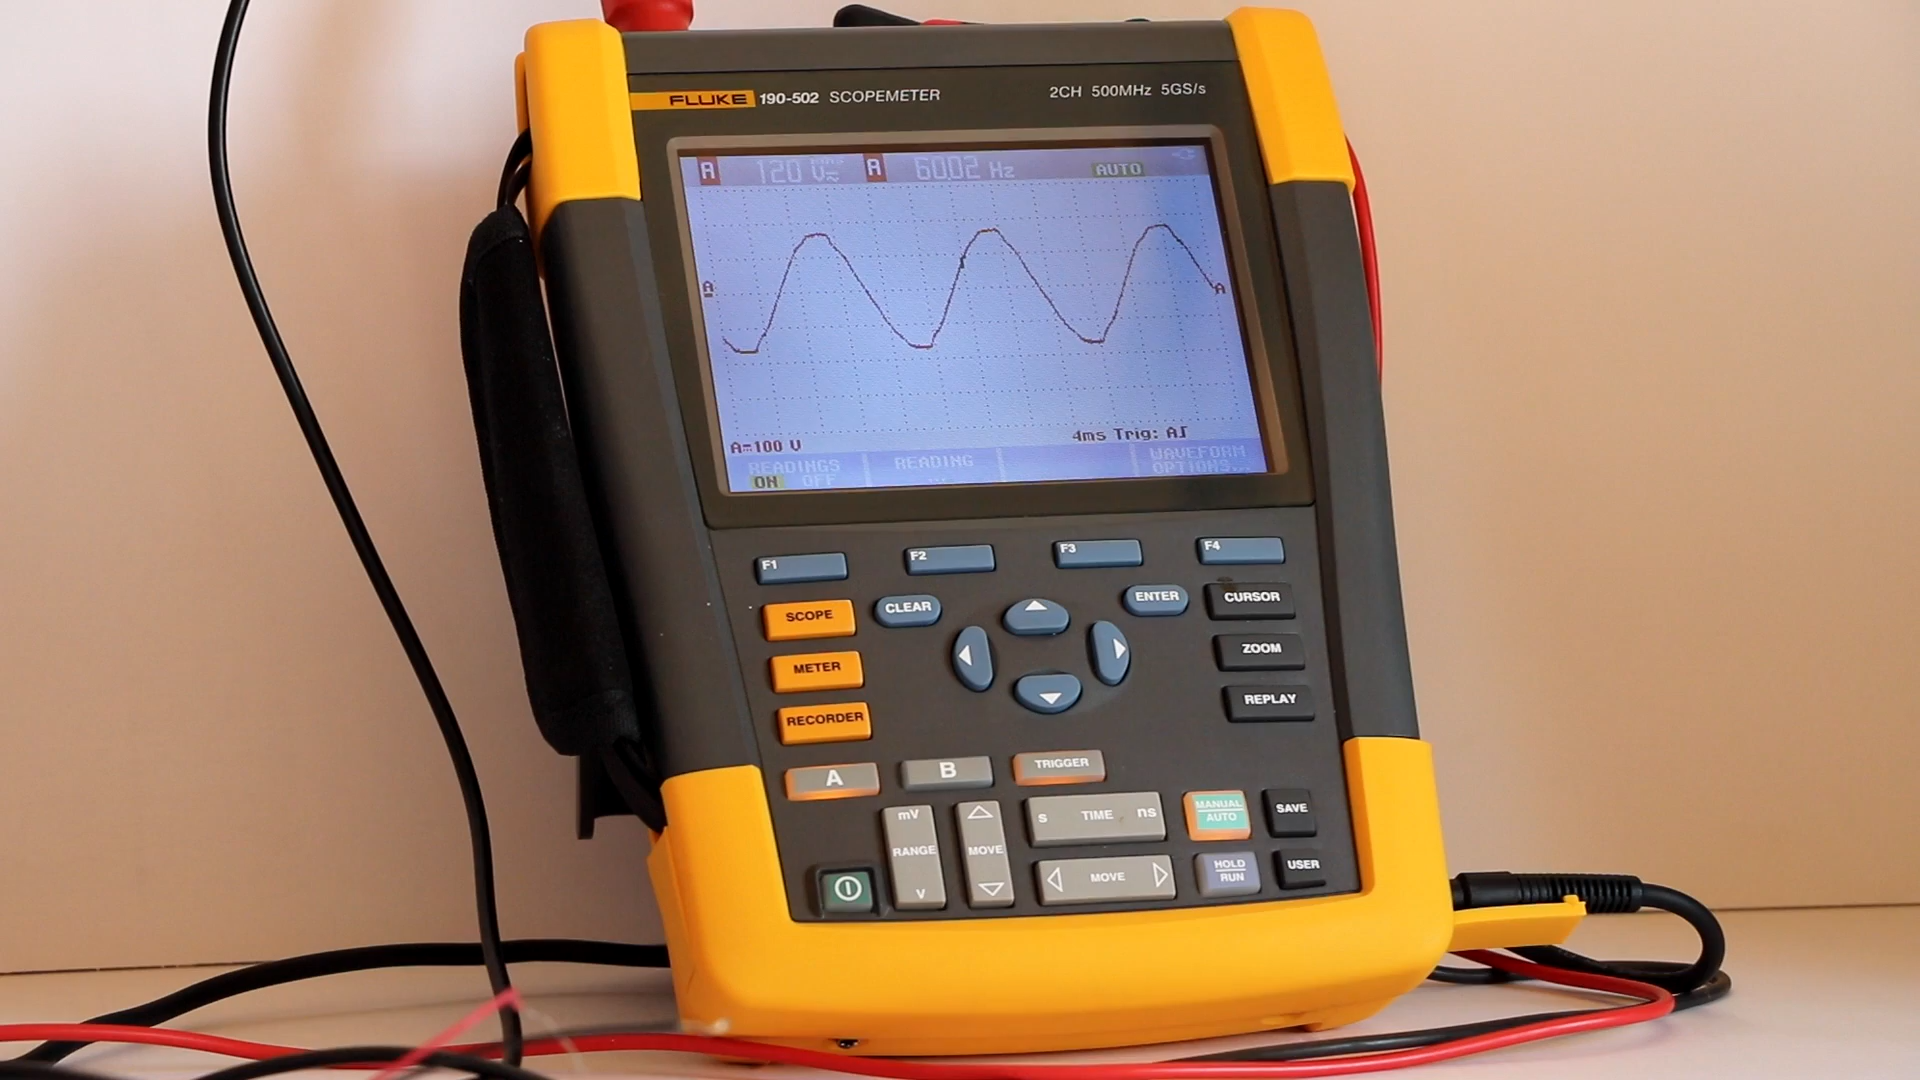 FLUKE 190-502 SCOPEMETER 2CH 500MHz 5GS/s
A 120 V A 60.02 Hz AUTO
A A
A=100 V 4ms Trig: A
READINGS READING WAVEFORM
ON OFF ... OPTIONS...
F1 F2 F3 F4
SCOPE CLEAR ENTER CURSOR
METER ZOOM
RECORDER REPLAY
A B TRIGGER
mV s TIME ns MANUAL SAVE
AUTO
RANGE MOVE MOVE HOLD USER
RUN
V